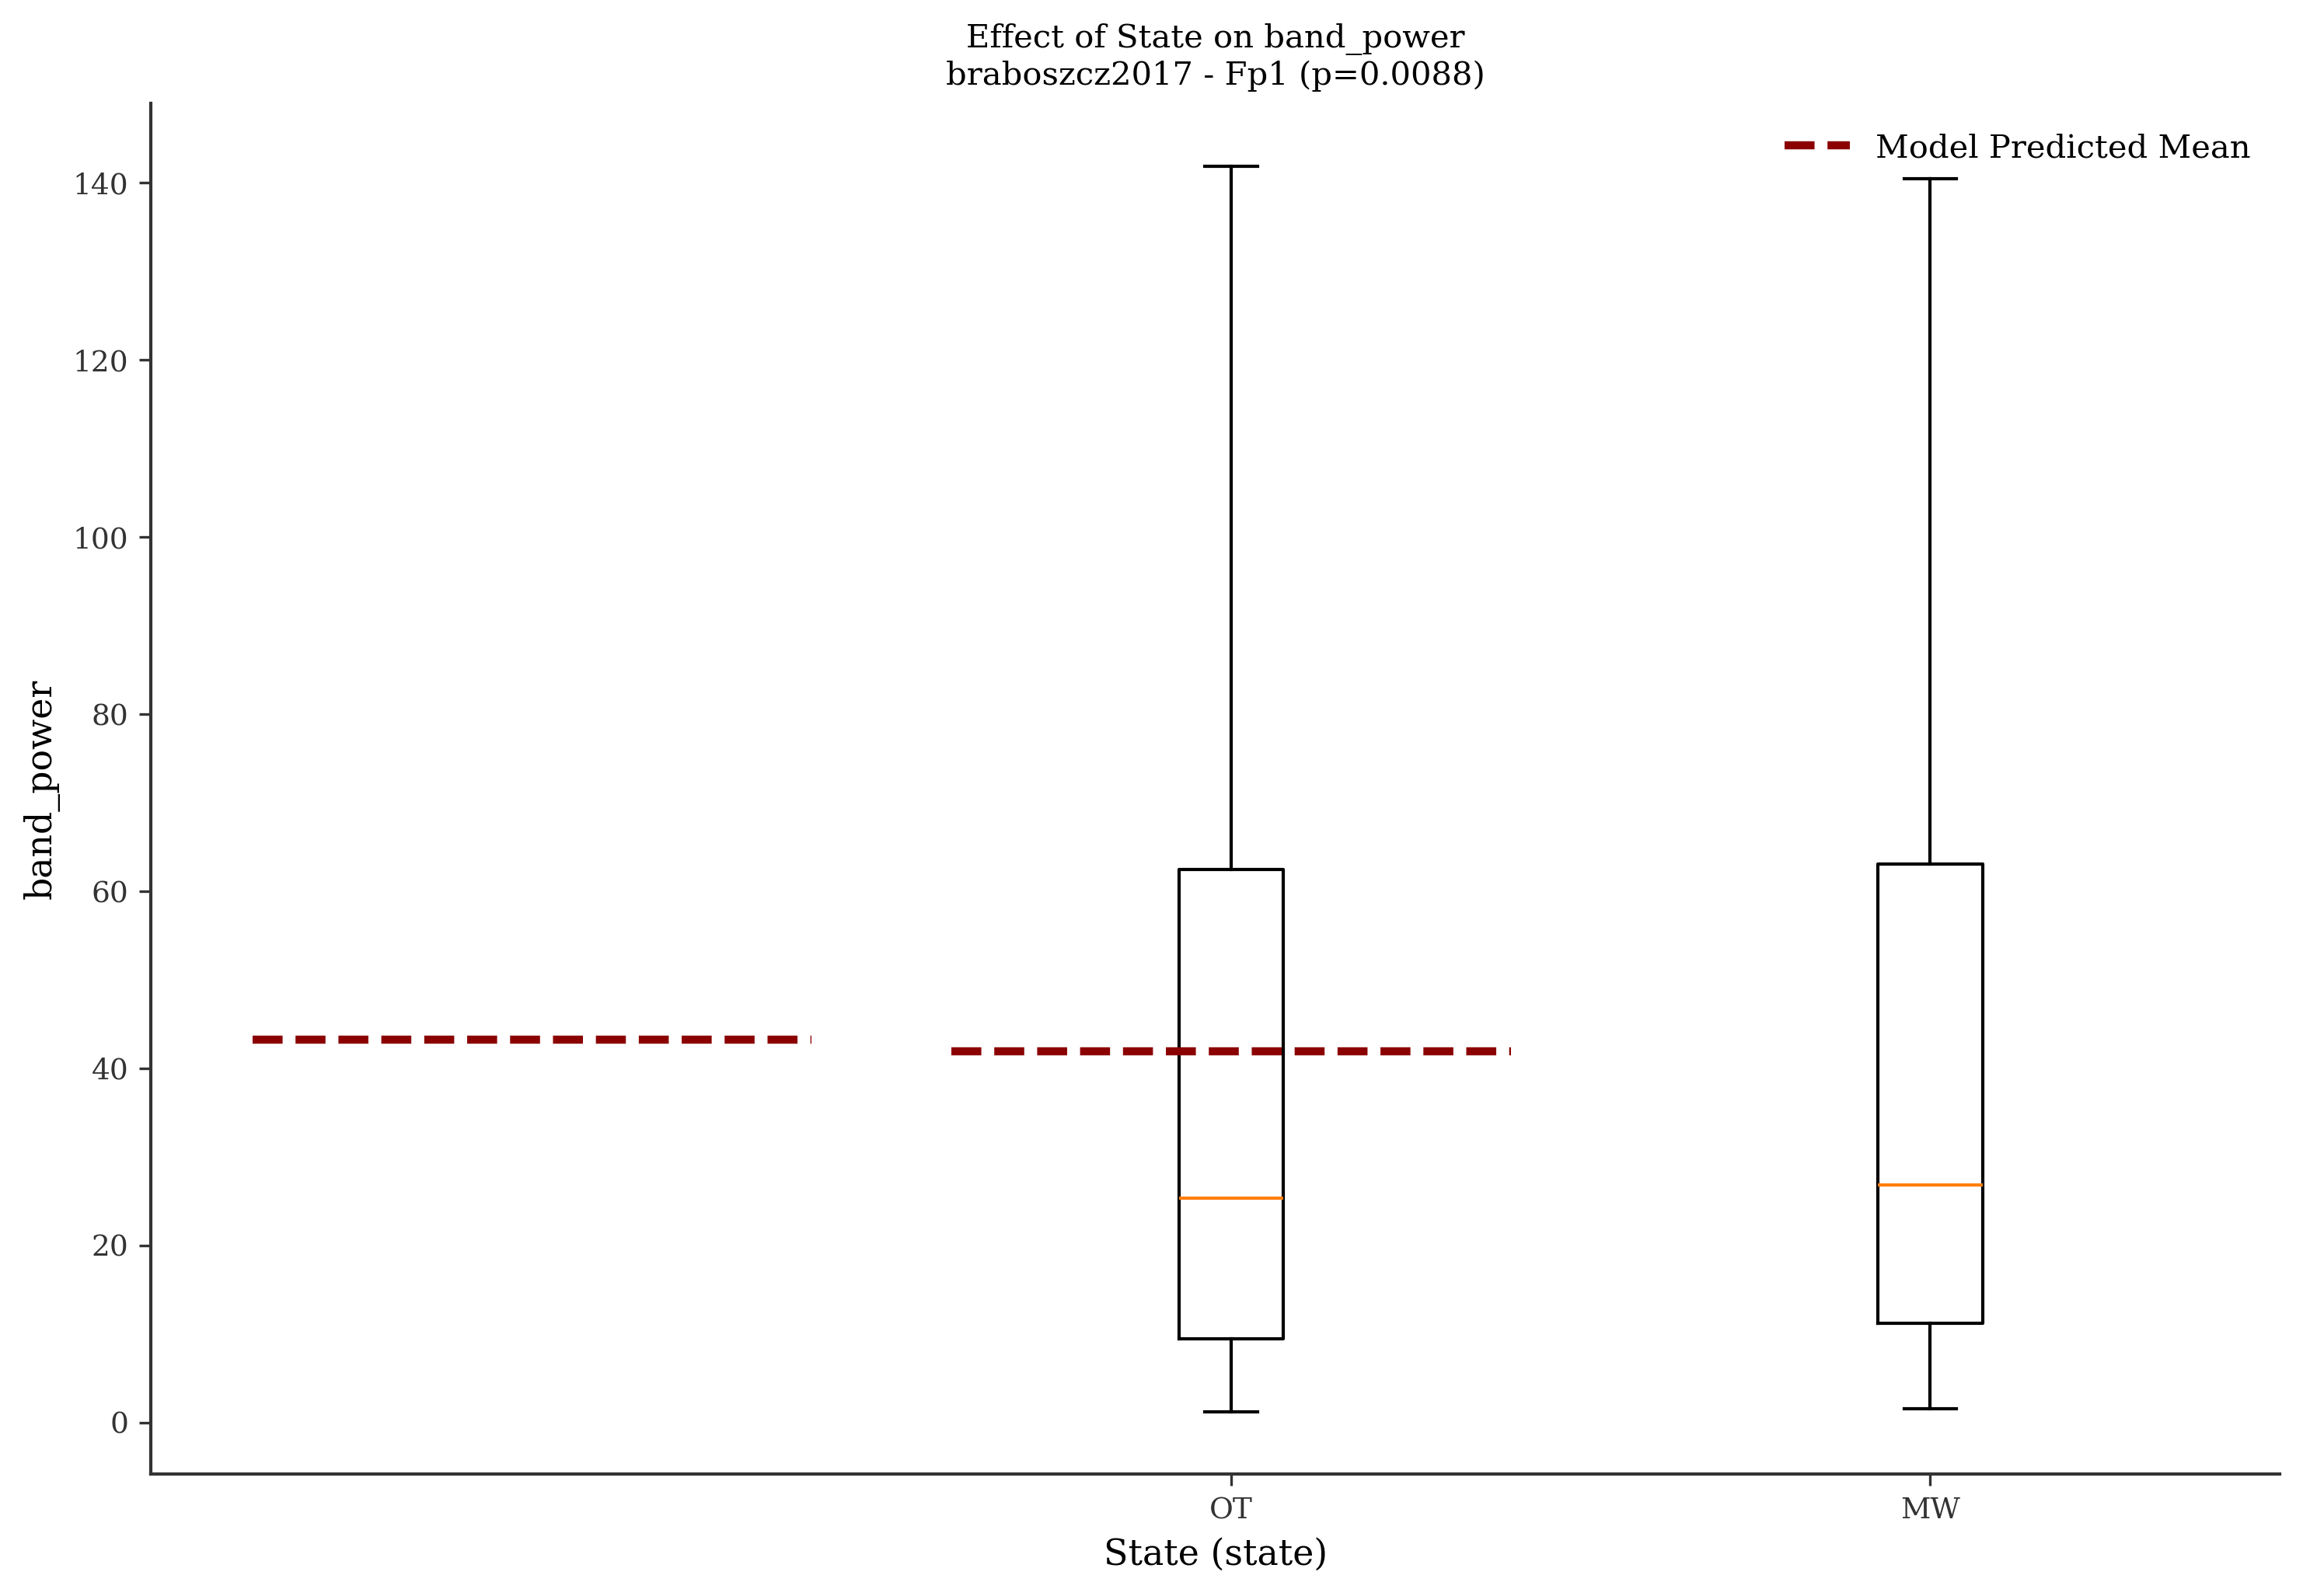 Effect of State on band_power
braboszcz2017 - Fp1 (p=0.0088)
Model Predicted Mean
140
120
100
80
60
40
20
0
band_power
OT MW
State (state)